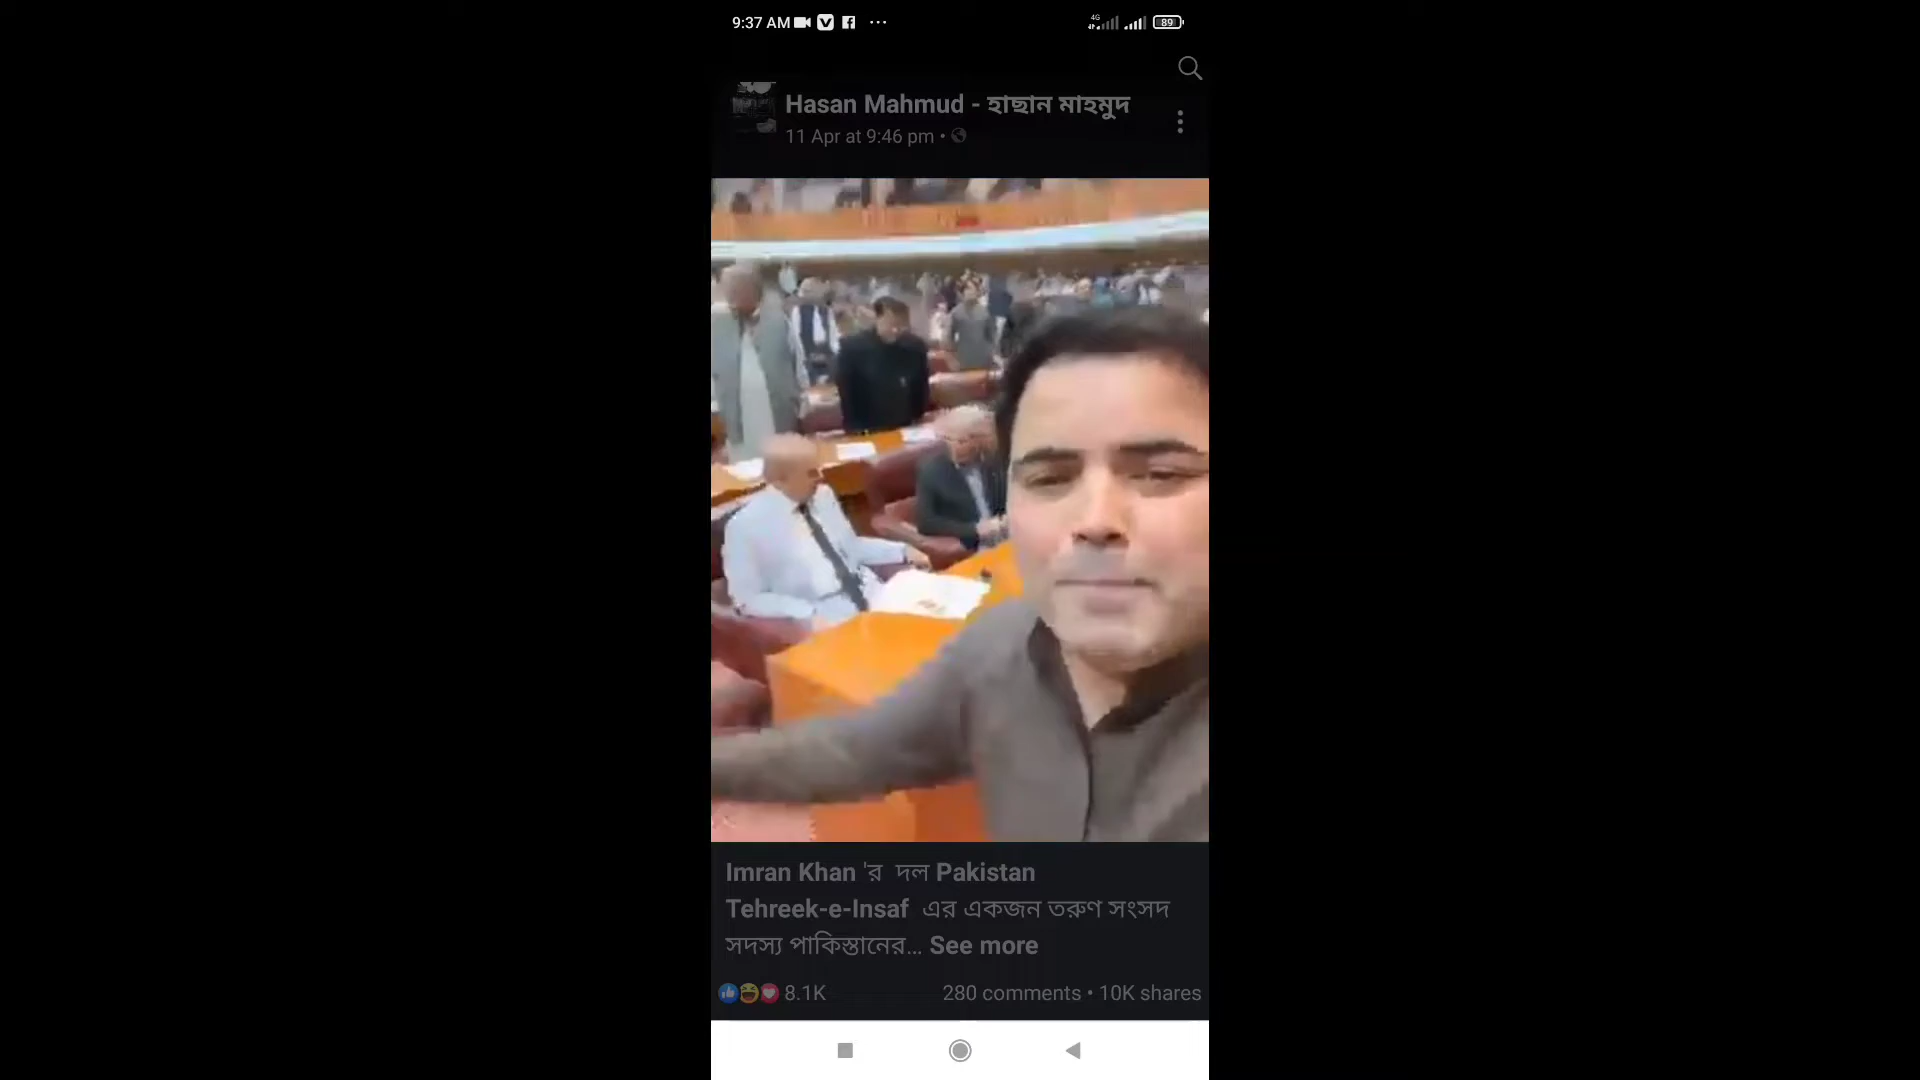 9:37 AM
4G
89
Hasan Mahmud - হাছান মাহমুদ
11 Apr at 9:46 pm •
Imran Khan 'র দল Pakistan
Tehreek-e-Insaf এর একজন তরুণ সংসদ
সদস্য পাকিস্তানের... See more
8.1K
280 comments • 10K shares